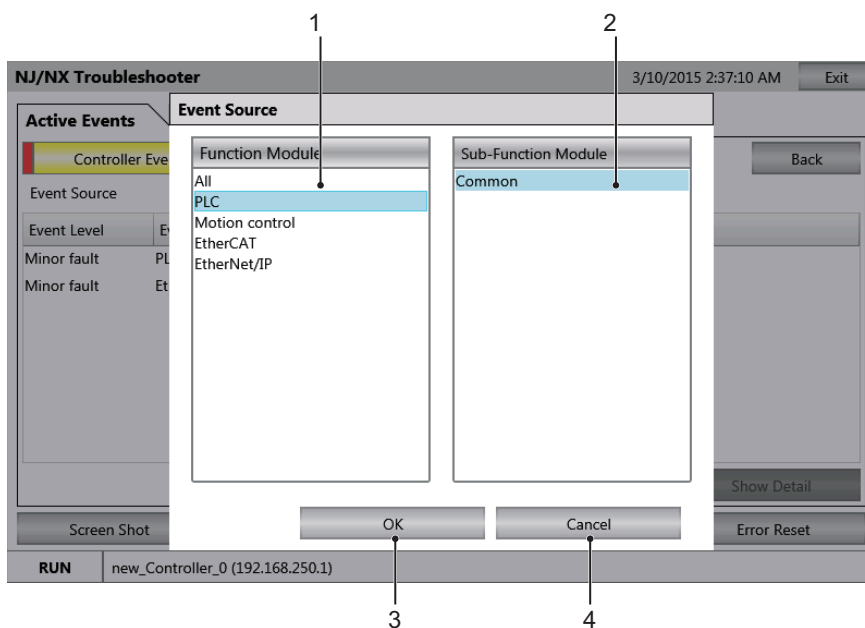 1 2
NJ/NX Troubleshooter 3/10/2015 2:37:10 AM Exit
Active Events
Event Source
Controller Eve
Function Module
Sub-Function Module
Back
All
PLC
Motion control
EtherCAT
EtherNet/IP
Common
Event Source
Event Level E
Minor fault PL
Minor fault Et
Show Detail
Screen Shot
OK
Cancel
Error Reset
RUN new_Controller_0 (192.168.250.1)
3 4